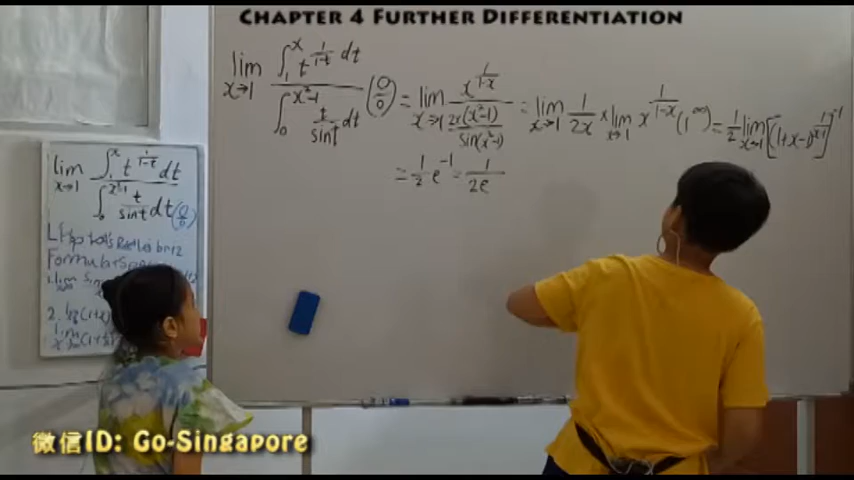 CHAPTER 4 FURTHER DIFFERENTIATION
lim x→1 ∫₁ˣ t^(1/(1-t)) dt / ∫₀^(x²-1) t/sint dt (0/0) = lim x→1 x^(1/(1-x)) / (2x(x²-1)/sin(x²-1)) = lim x→1 1/2x × lim x→1 x^(1/(1-x)) (1^∞) = 1/2 lim x→1 [(1+x-1)^(1/(x-1))]^-1
= 1/2 e^-1 = 1/2e
lim x→1 ∫₁ˣ t^(1/(1-t)) dt / ∫₀^(x²-1) t/sint dt (0/0)
微信ID: Go-Singapore